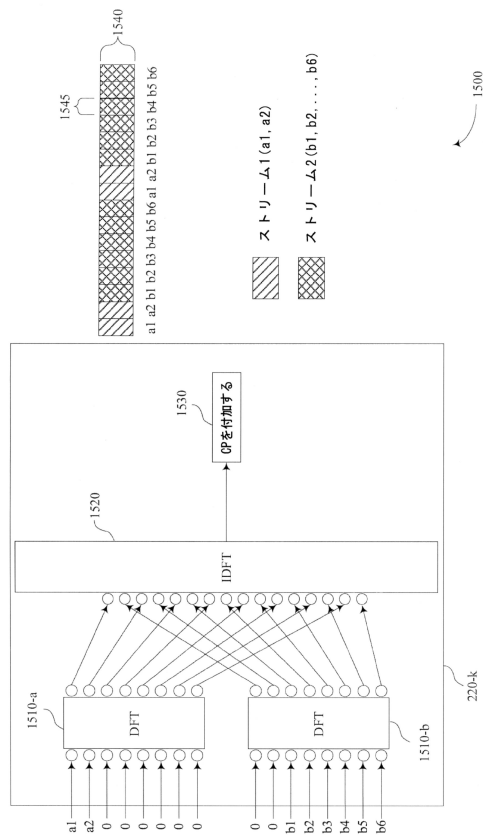 1510-a
1520
a1
a2
0
0
0
0
0
0
DFT
IDFT
1530
CPを付加する
0
0
b1
b2
b3
b4
b5
b6
DFT
1510-b
220-k
1545
1540
a1 a2 b1 b2 b3 b4 b5 b6 a1 a2 b1 b2 b3 b4 b5 b6
ストリーム1(a1, a2)
ストリーム2(b1, b2, ..., b6)
1500